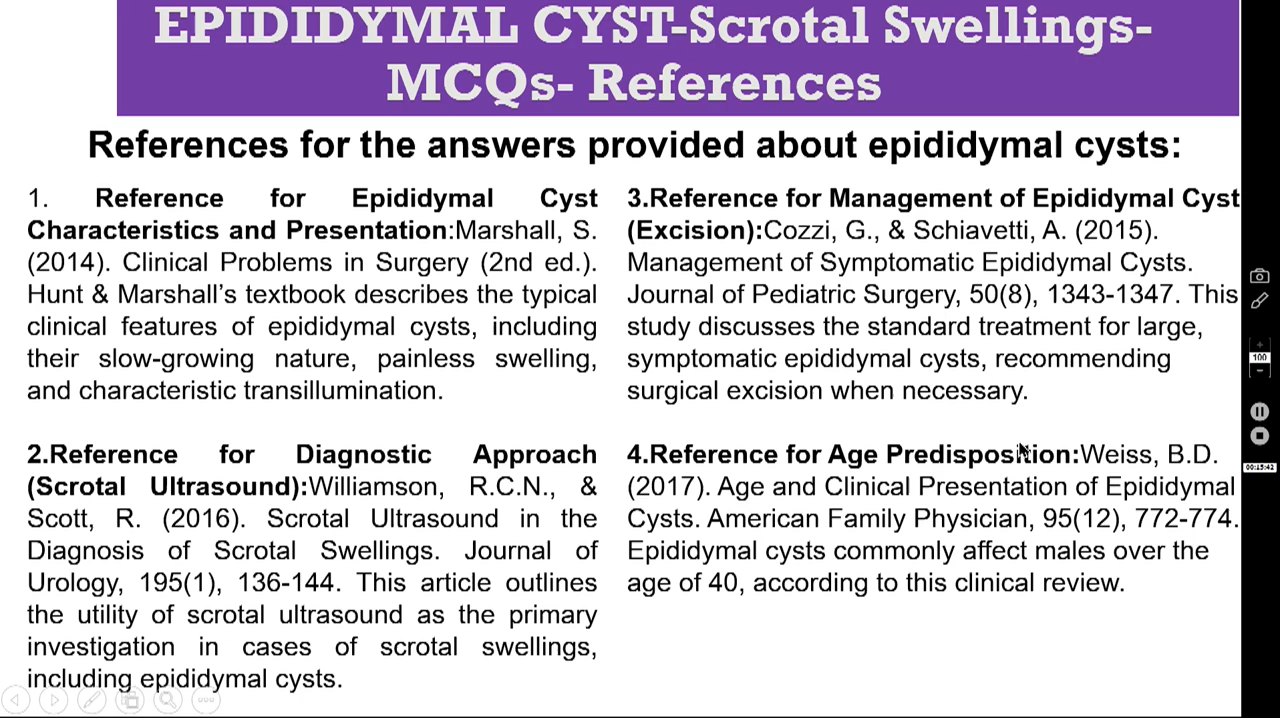 EPIDIDYMAL CYST-Scrotal Swellings-
MCQs- References
References for the answers provided about epididymal cysts:
1. Reference for Epididymal Cyst
Characteristics and Presentation:Marshall, S.
(2014). Clinical Problems in Surgery (2nd ed.).
Hunt & Marshall’s textbook describes the typical
clinical features of epididymal cysts, including
their slow-growing nature, painless swelling,
and characteristic transillumination.
2.Reference for Diagnostic Approach
(Scrotal Ultrasound):Williamson, R.C.N., &
Scott, R. (2016). Scrotal Ultrasound in the
Diagnosis of Scrotal Swellings. Journal of
Urology, 195(1), 136-144. This article outlines
the utility of scrotal ultrasound as the primary
investigation in cases of scrotal swellings,
including epididymal cysts.
3.Reference for Management of Epididymal Cyst
(Excision):Cozzi, G., & Schiavetti, A. (2015).
Management of Symptomatic Epididymal Cysts.
Journal of Pediatric Surgery, 50(8), 1343-1347. This
study discusses the standard treatment for large,
symptomatic epididymal cysts, recommending
surgical excision when necessary.
4.Reference for Age Predisposition:Weiss, B.D.
(2017). Age and Clinical Presentation of Epididymal
Cysts. American Family Physician, 95(12), 772-774.
Epididymal cysts commonly affect males over the
age of 40, according to this clinical review.
100
00:15:42